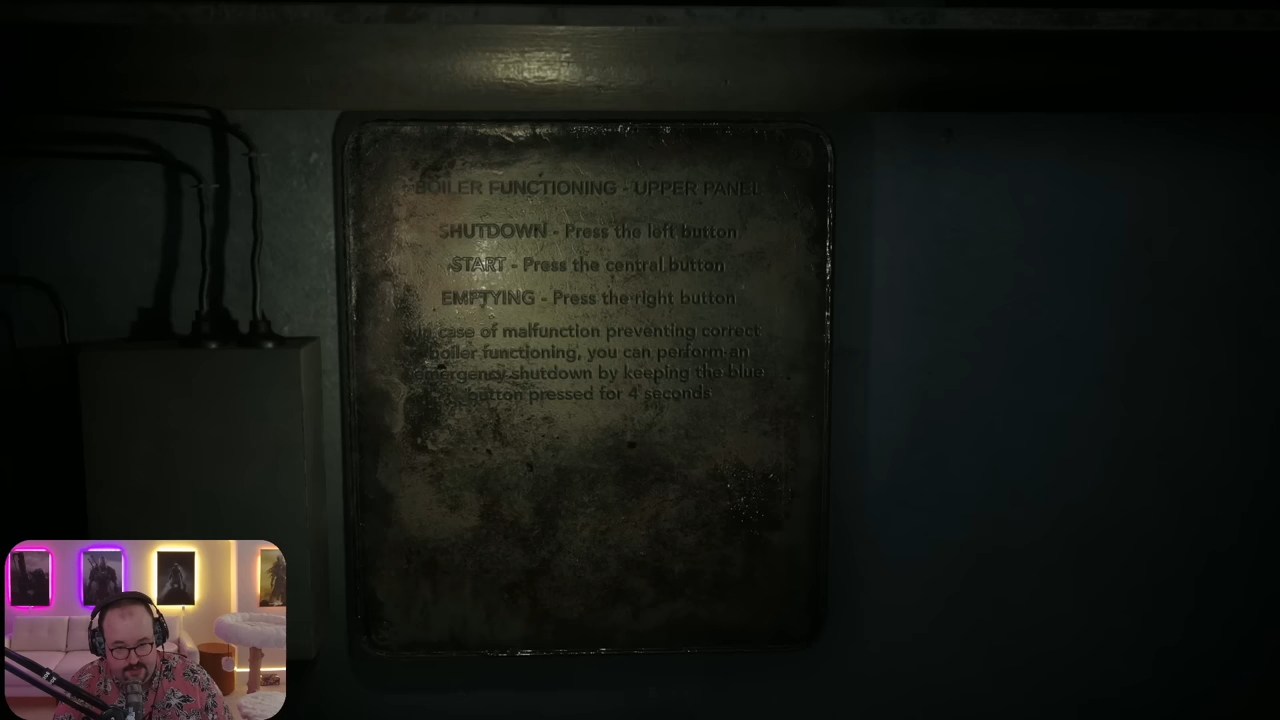 BOILER FUNCTIONING - UPPER PANEL
SHUTDOWN - Press the left button
START - Press the central button
EMPTYING - Press the right button
In case of malfunction preventing correct
boiler functioning, you can perform an
emergency shutdown by keeping the blue
button pressed for 4 seconds